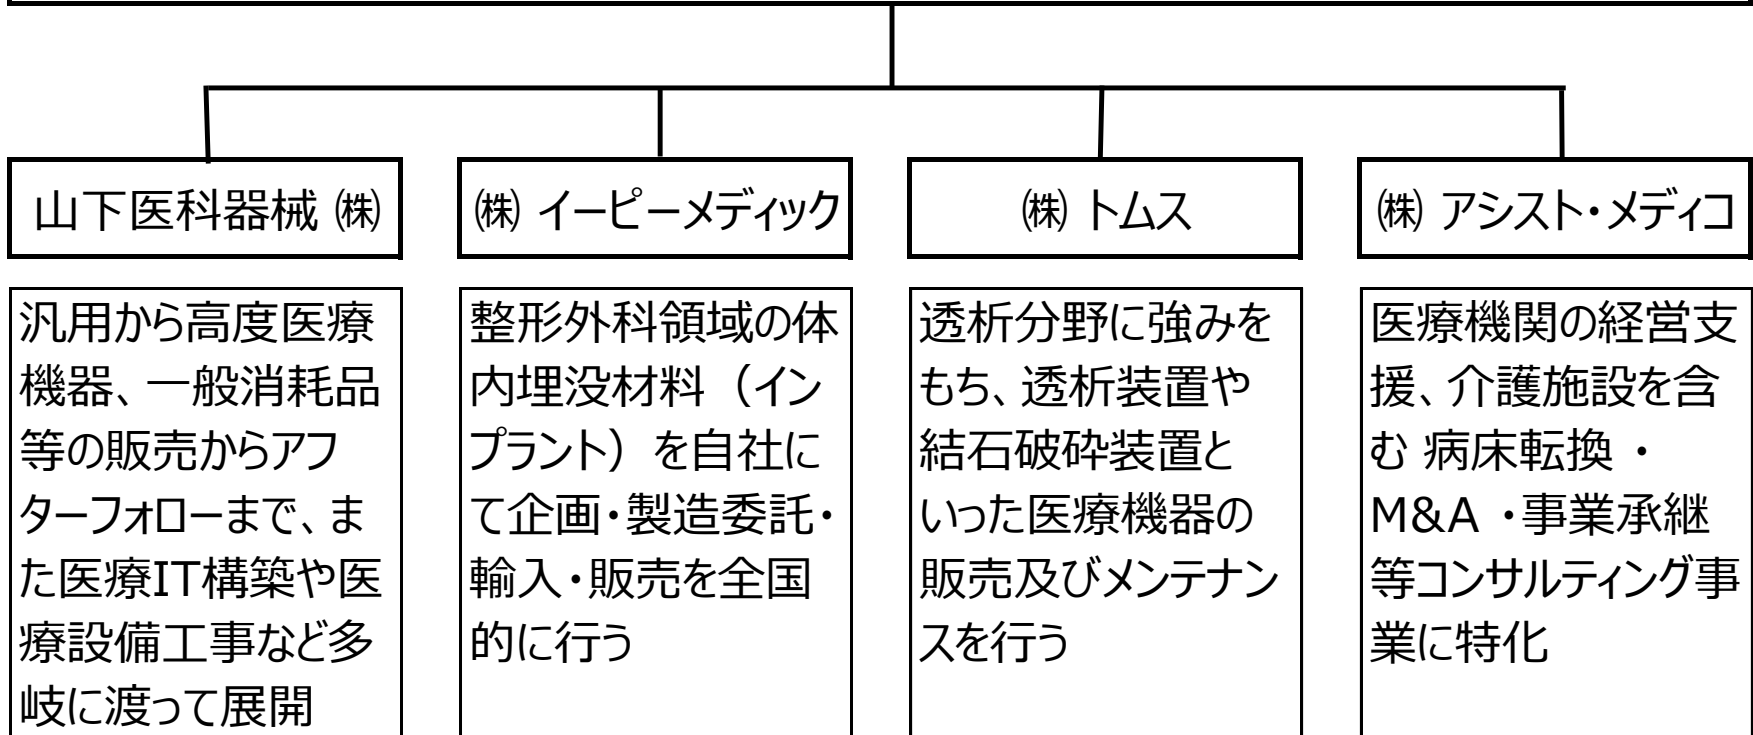 山下医科器械 ㈱
㈱ イーピーメディック
㈱ トムス
㈱ アシスト・メディコ
汎用から高度医療
機器、一般消耗品
等の販売からアフ
ターフォローまで、ま
た医療IT構築や医
療設備工事など多
岐に渡って展開
整形外科領域の体
内埋没材料（イン
プラント）を自社に
て企画・製造委託・
輸入・販売を全国
的に行う
透析分野に強みを
もち、透析装置や
結石破砕装置と
いった医療機器の
販売及びメンテナン
スを行う
医療機関の経営支
援、介護施設を含
む 病床転換 ・
M&A ・事業承継
等コンサルティング事
業に特化